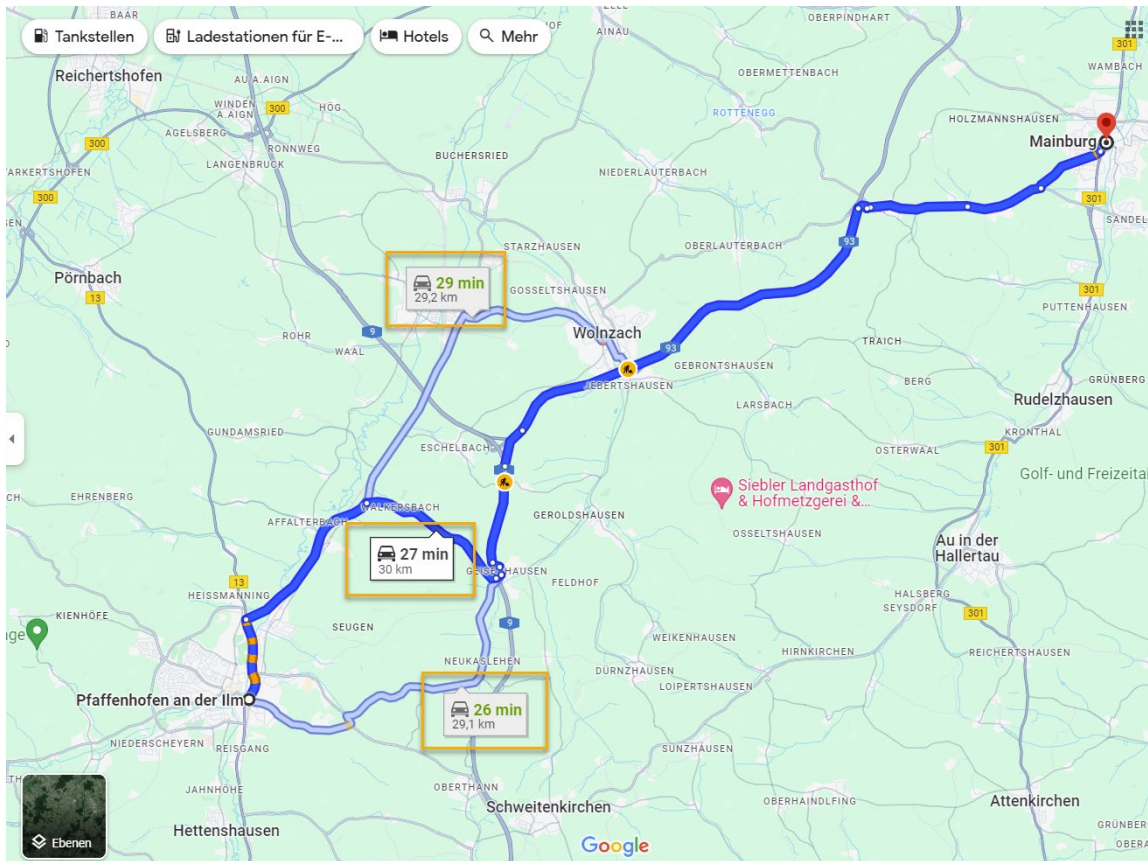 BAAR
Tankstellen
Ladestationen für E-...
Hotels
Mehr
OBERPINDHART
AINAU
301
WAMBACH
Reichertshofen
AU A.AIGN
OBERMETTENBACH
WINDEN
A.AIGN
300
HÖG
ROTTENEGG
HOLZMANNSHAUSEN
AGELSBERG
RONNWEG
Mainburg
300
BUCHERSRIED
LANGENBRUCK
NIEDERLAUTERBACH
300
301
SANDEL
STARZHAUSEN
OBERLAUTERBACH
93
Pörnbach
29 min
29,2 km
GOSSELTSHAUSEN
301
13
PUTTENHAUSEN
ROHR
9
Wolnzach
WAAL
93
TRAICH
GEBRONTSHAUSEN
JEBERTSHAUSEN
BERG
GRÜNBERG
LARSBACH
Rudelzhausen
GUNDAMSRIED
KRONTHAL
ESCHELBACH
OSTERWAAL
301
Golf- und Freizeita
Siebler Landgasthof
& Hofmetzgerei &...
EHRENBERG
WALKERSBACH
GEROLDSHAUSEN
AFFALTERBACH
OSSELTSHAUSEN
Au in der
Hallertau
27 min
30 km
GEISENHAUSEN
FELDHOF
13
HEISSMANNING
HALSBERG
SEYSDORF
301
KIENHÖFE
SEUGEN
9
WEIKENHAUSEN
HIRNKIRCHEN
REICHERTSHAUSEN
NEUKASLEHEN
DÜRNZHAUSEN
LOIPERTSHAUSEN
Pfaffenhofen an der Ilm
26 min
29,1 km
NIEDERSCHEYERN
REISGANG
SÜNZHAUSEN
JAHNHÖHE
OBERTHANN
Schweitenkirchen
OBERHAINDLFING
Attenkirchen
Hettenshausen
GRÜNBERG
Ebenen
Google